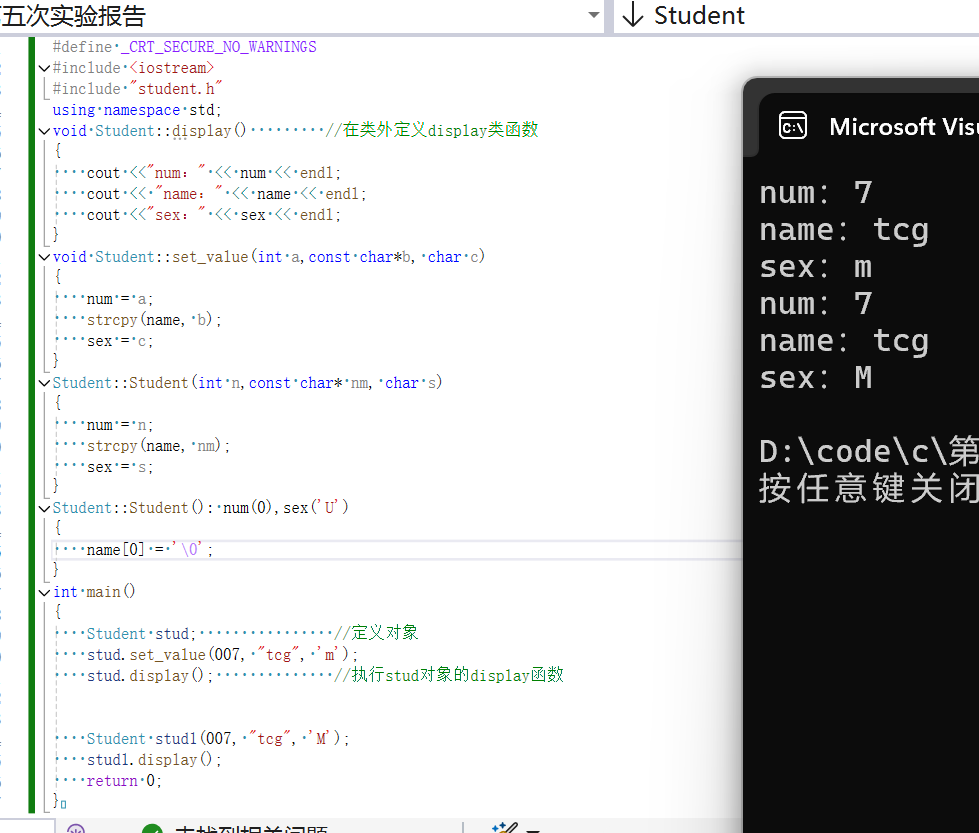 五次实验报告
Student
#define _CRT_SECURE_NO_WARNINGS
#include <iostream>
#include "student.h"
using namespace std;
void Student::display() //在类外定义display类函数
{
cout <<"num: " << num << endl;
cout << "name: " << name << endl;
cout <<"sex: " << sex << endl;
}
void Student::set_value(int a,const char*b, char c)
{
num = a;
strcpy(name, b);
sex = c;
}
Student::Student(int n,const char* nm, char s)
{
num = n;
strcpy(name, nm);
sex = s;
}
Student::Student(): num(0),sex('U')
{
name[0] = '\0';
}
int main()
{
Student stud; //定义对象
stud.set_value(007, "tcg", 'm');
stud.display(); //执行stud对象的display函数
Student stud1(007, "tcg", 'M');
stud1.display();
return 0;
}
Microsoft Visu
num: 7
name: tcg
sex: m
num: 7
name: tcg
sex: M
D:\code\c\第
按任意键关闭
未找到相关问题